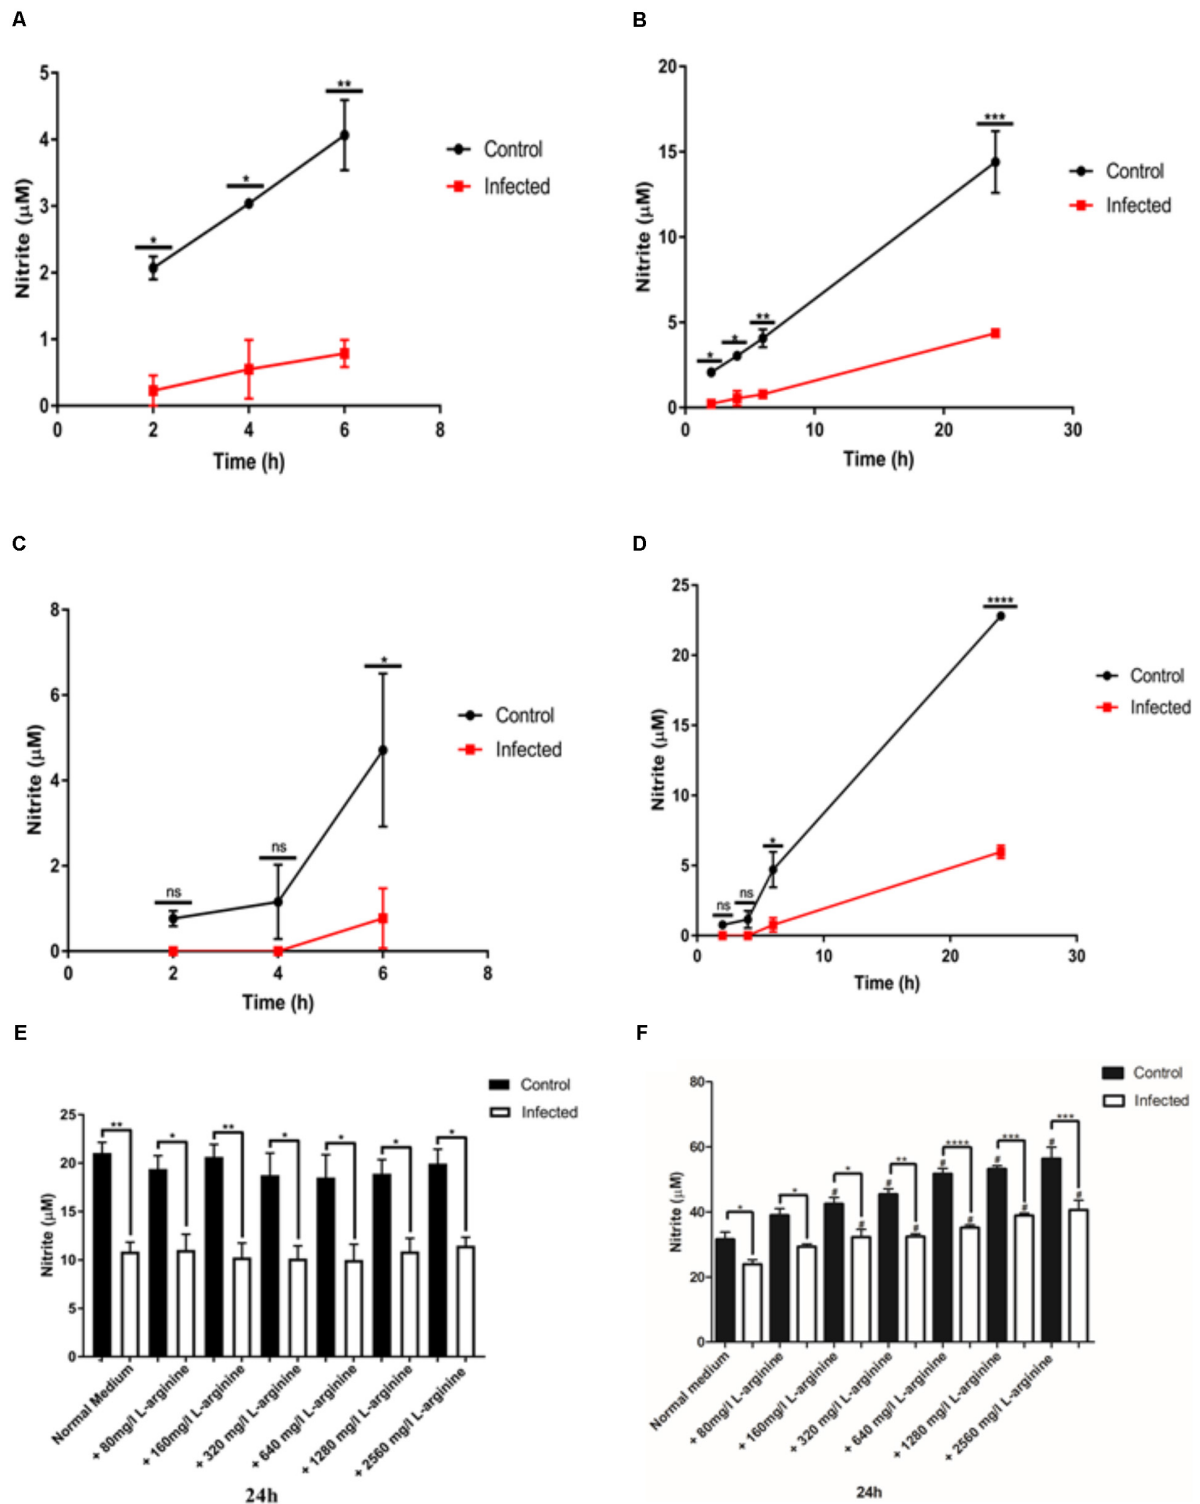 A
5
4
3
2
1
0
0
2
4
6
8
Nitrite (μM)
Time (h)
*
*
**
Control
Infected
B
20
15
10
5
0
0
10
20
30
Nitrite (μM)
Time (h)
*
*
**
***
Control
Infected
C
8
6
4
2
0
0
2
4
6
8
Nitrite (μM)
Time (h)
ns
ns
*
Control
Infected
D
25
20
15
10
5
0
0
10
20
30
Nitrite (μM)
Time (h)
ns
ns
*
****
Control
Infected
E
Control
Infected
25
20
15
10
5
0
Nitrite (μM)
** * ** * * * *
Normal Medium
+ 80mg/l L-arginine
+ 160mg/l L-arginine
+ 320 mg/l L-arginine
+ 640 mg/l L-arginine
+ 1280 mg/l L-arginine
+ 2560 mg/l L-arginine
24h
F
Control
Infected
80
60
40
20
0
Nitrite (μM)
* * * ** **** *** ***
# # # # #
# # # # #
Normal medium
+ 80mg/l L-arginine
+ 160mg/l L-arginine
+ 320 mg/l L-arginine
+ 640 mg/l L-arginine
+ 1280 mg/l L-arginine
+ 2560 mg/l L-arginine
24h